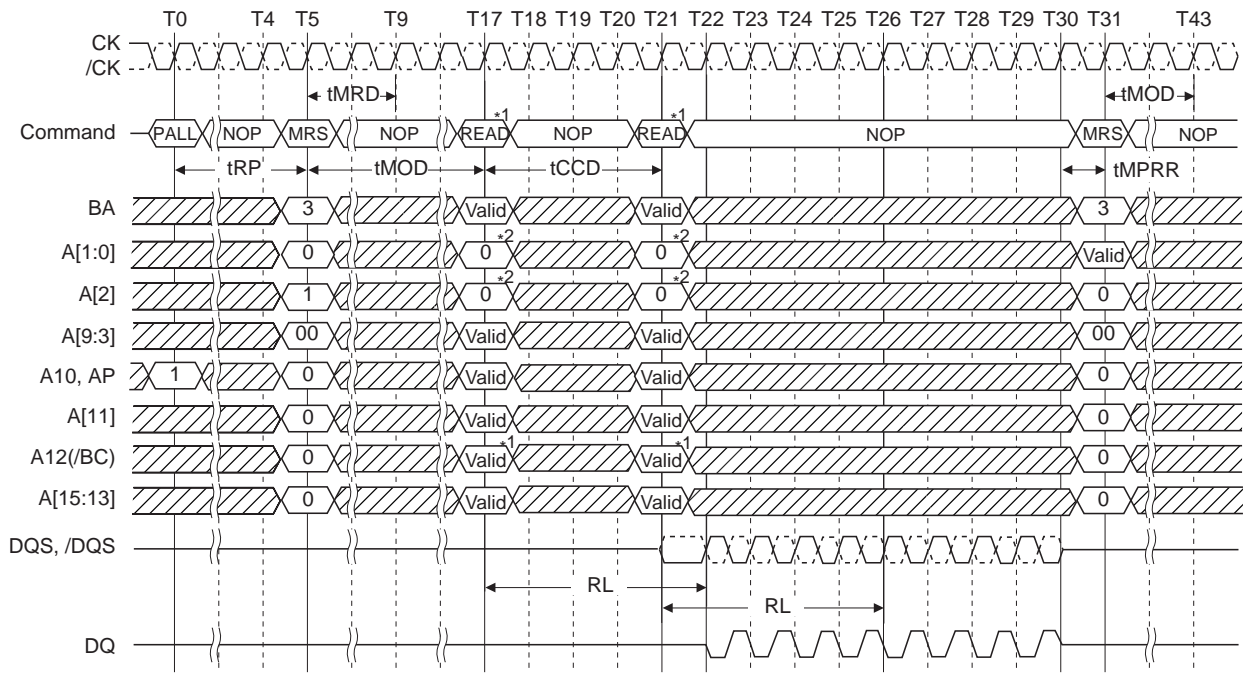 T0 T4 T5 T9 T17 T18 T19 T20 T21 T22 T23 T24 T25 T26 T27 T28 T29 T30 T31 T43
CK
/CK
tMRD tMOD
*1 *1
Command PALL NOP MRS NOP READ NOP READ NOP MRS NOP
tRP tMOD tCCD tMPRR
BA 3 Valid Valid 3
*2 *2
A[1:0] 0 0 0 Valid
*2 *2
A[2] 1 0 0 0
A[9:3] 00 Valid Valid 00
A10, AP 1 0 Valid Valid 0
A[11] 0 Valid Valid 0
*1 *1
A12(/BC) 0 Valid Valid 0
A[15:13] 0 Valid Valid 0
DQS, /DQS
RL
RL
DQ